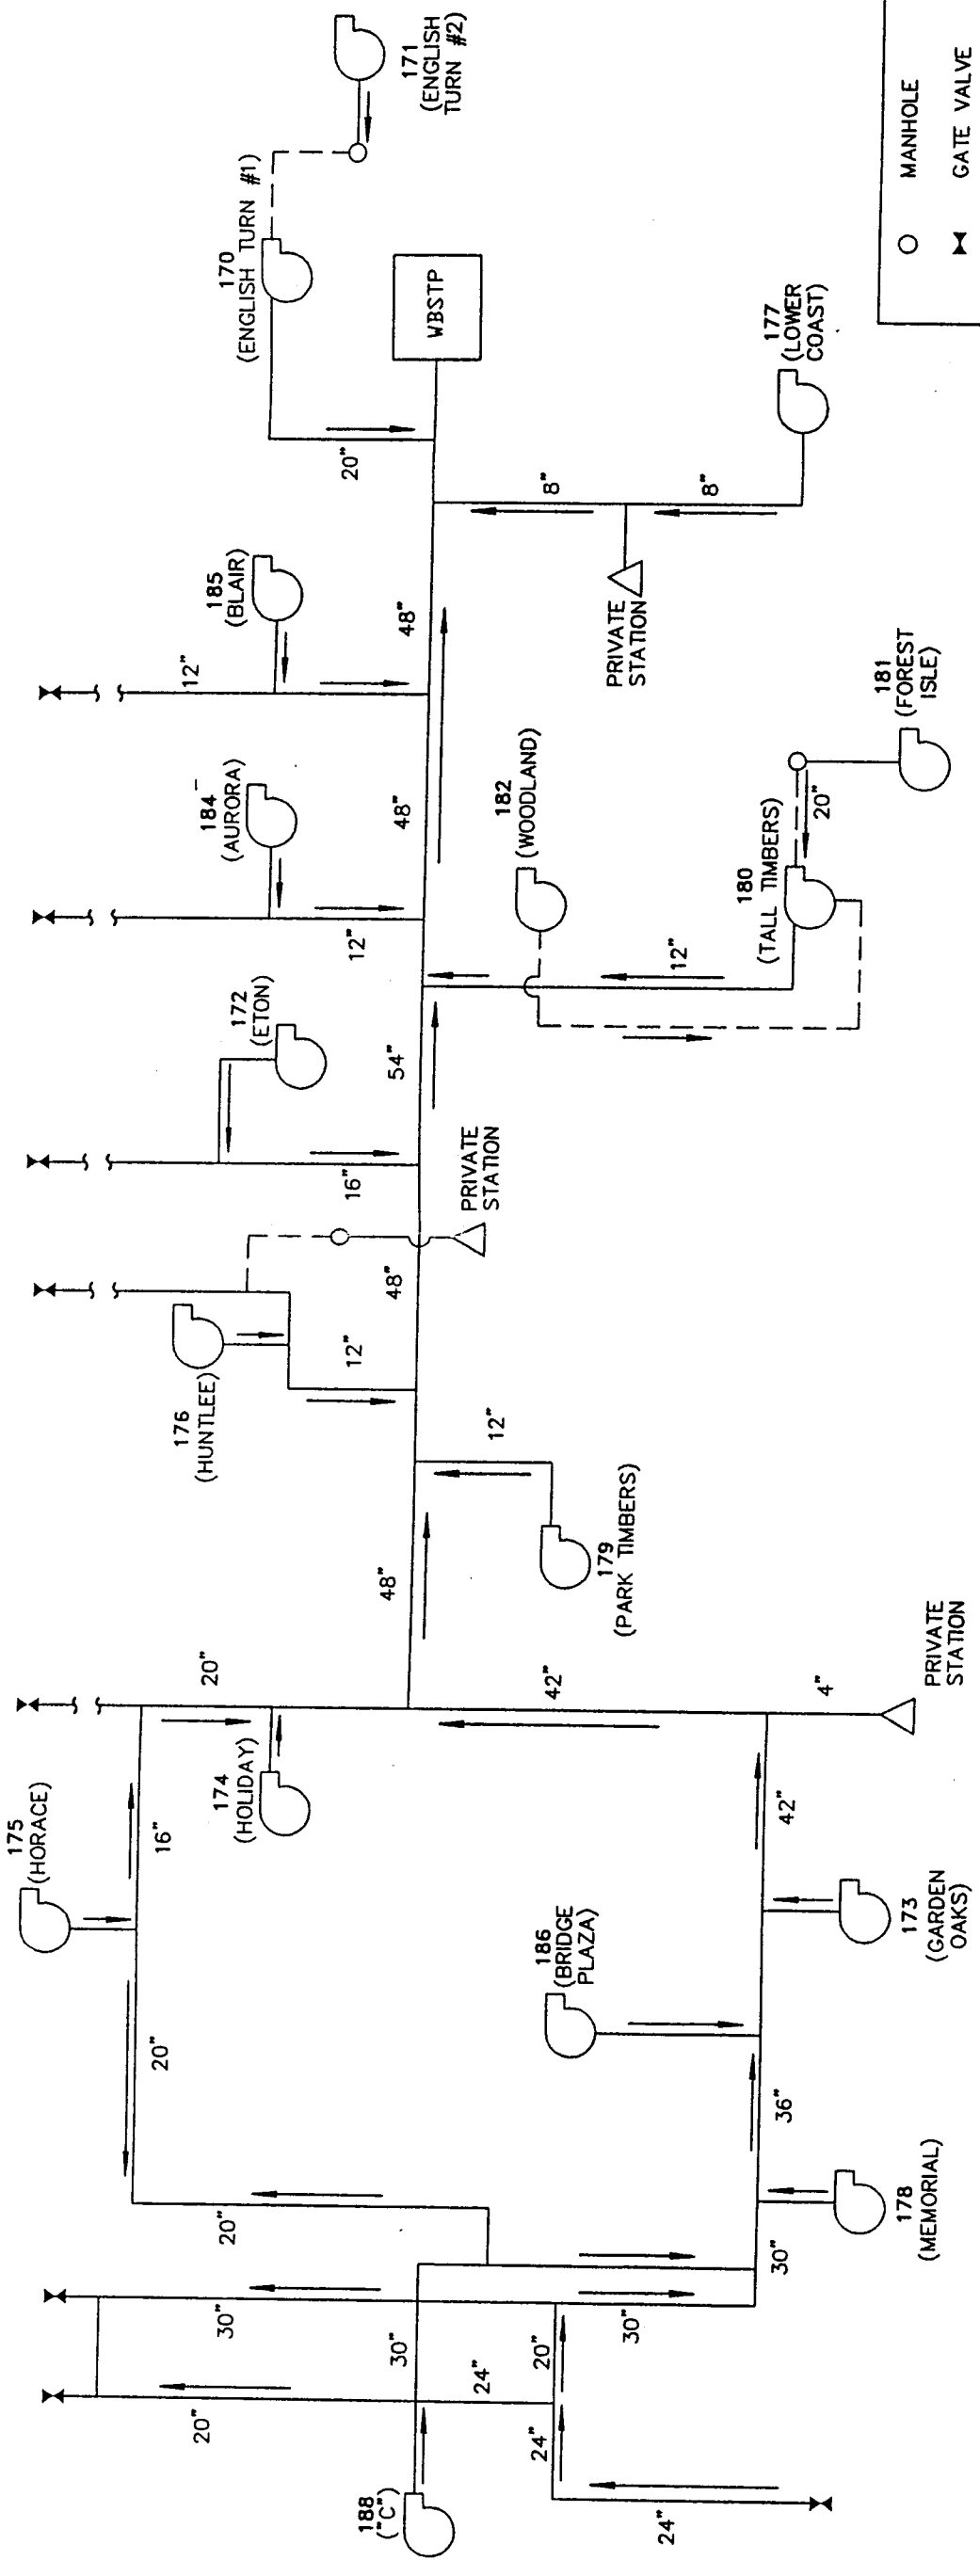 175
(HORACE)
16"
20"
20"
174
(HOLIDAY)
20"
20"
188
("C")
30"
30"
24"
20"
24"
24"
20"
30"
30"
178
(MEMORIAL)
36"
186
(BRIDGE
PLAZA)
173
(GARDEN
OAKS)
42"
42"
4"
PRIVATE
STATION
48"
179
(PARK TIMBERS)
12"
176
(HUNTLEE)
12"
48"
PRIVATE
STATION
172
(ETON)
16"
54"
184
(AURORA)
12"
48"
182
(WOODLAND)
12"
180
(TALL TIMBERS)
20"
181
(FOREST
ISLE)
185
(BLAIR)
12"
48"
PRIVATE
STATION
8"
8"
177
(LOWER
COAST)
170
(ENGLISH TURN #1)
20"
171
(ENGLISH
TURN #2)
WBSTP
MANHOLE
GATE VALVE